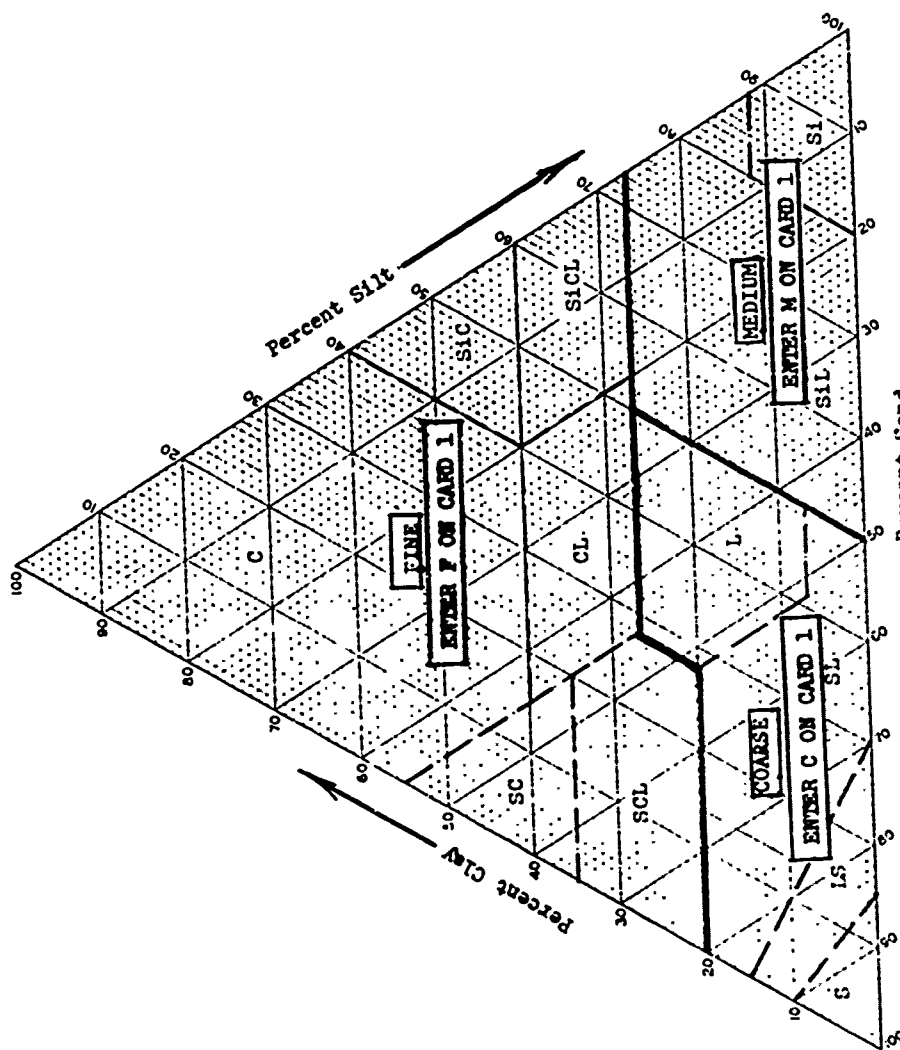 100
90
80
70
60
50
40
30
20
10
Percent Clay
10
20
30
40
50
60
70
80
90
100
Percent Silt
C
FINE
ENTER F ON CARD 1
SiC
SiCL
CL
SC
SCL
L
MEDIUM
ENTER M ON CARD 1
SiL
Si
COARSE
ENTER C ON CARD 1
SL
LS
S
100
90
80
70
60
50
40
30
20
10